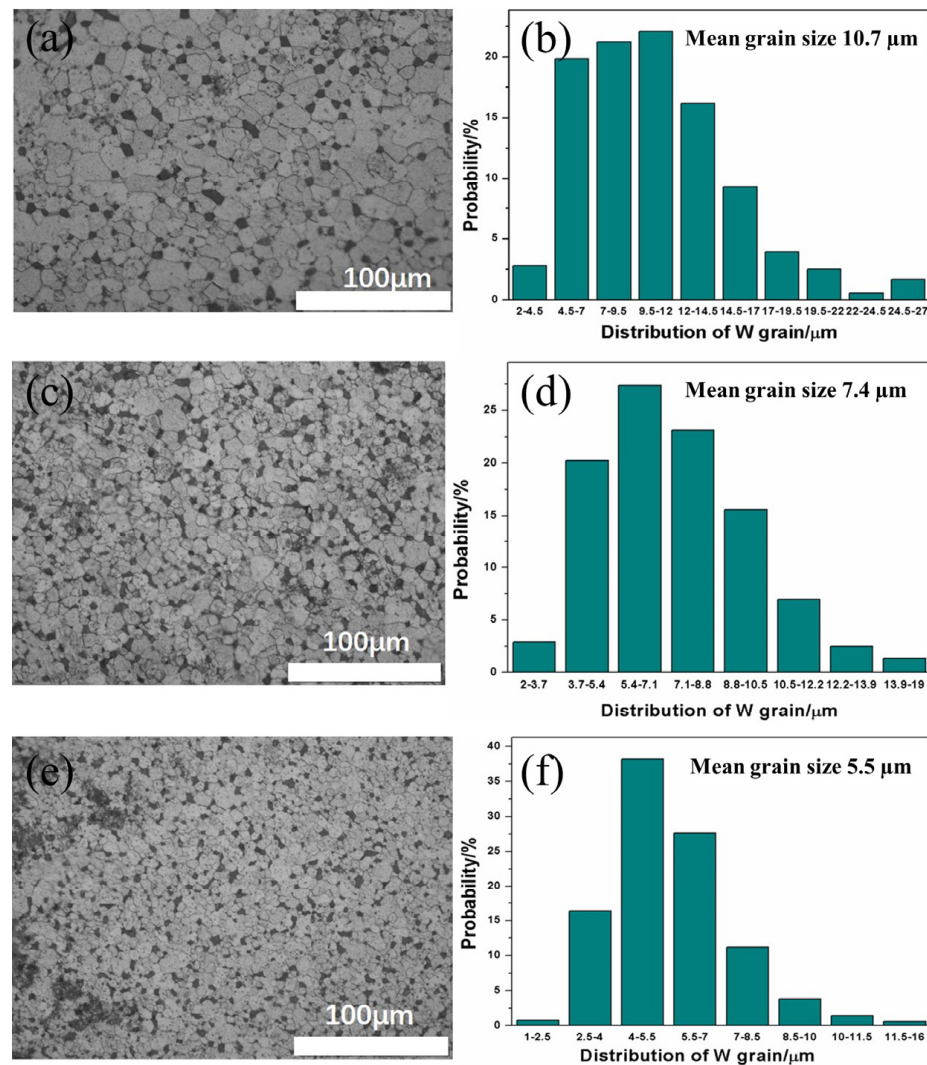 (a)
100μm
(b)
Mean grain size 10.7 μm
Probability/%
20
15
10
5
0
2-4.5 4.5-7 7-9.5 9.5-12 12-14.5 14.5-17 17-19.5 19.5-22 22-24.5 24.5-27
Distribution of W grain/μm
(c)
100μm
(d)
Mean grain size 7.4 μm
Probability/%
25
20
15
10
5
0
2-3.7 3.7-5.4 5.4-7.1 7.1-8.8 8.8-10.5 10.5-12.2 12.2-13.9 13.9-19
Distribution of W grain/μm
(e)
100μm
(f)
Mean grain size 5.5 μm
Probability/%
40
35
30
25
20
15
10
5
0
1-2.5 2.5-4 4-5.5 5.5-7 7-8.5 8.5-10 10-11.5 11.5-16
Distribution of W grain/μm